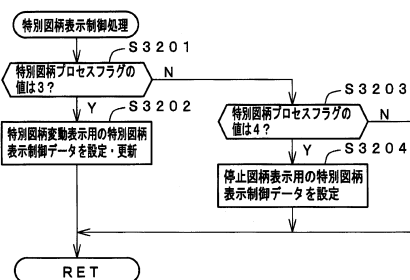 特別図柄表示制御処理
S3201
特別図柄プロセスフラグの
値は3?
N
Y
S3202
特別図柄変動表示用の特別図柄
表示制御データを設定・更新
S3203
特別図柄プロセスフラグの
値は4?
N
Y
S3204
停止図柄表示用の特別図柄
表示制御データを設定
RET